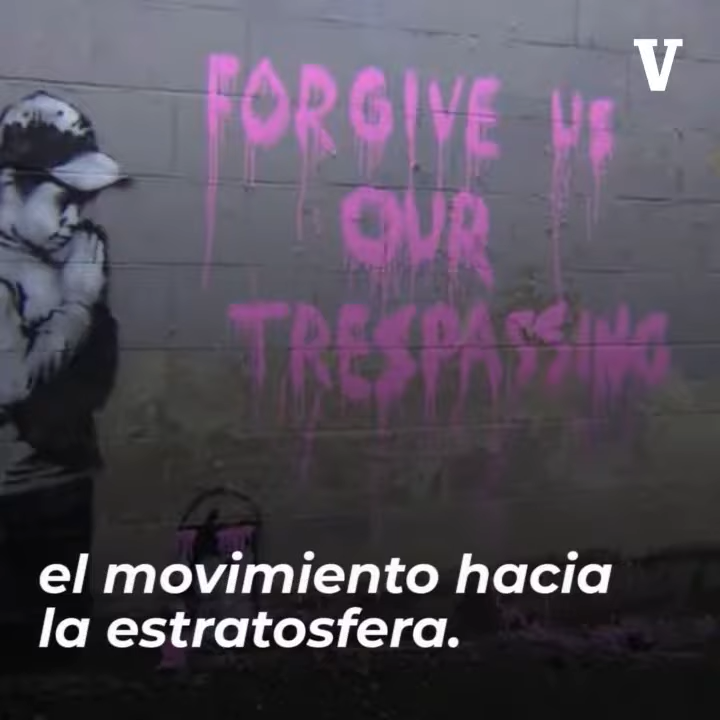 V
FORGIVE US
OUR
TRESPASSING
el movimiento hacia
la estratosfera.